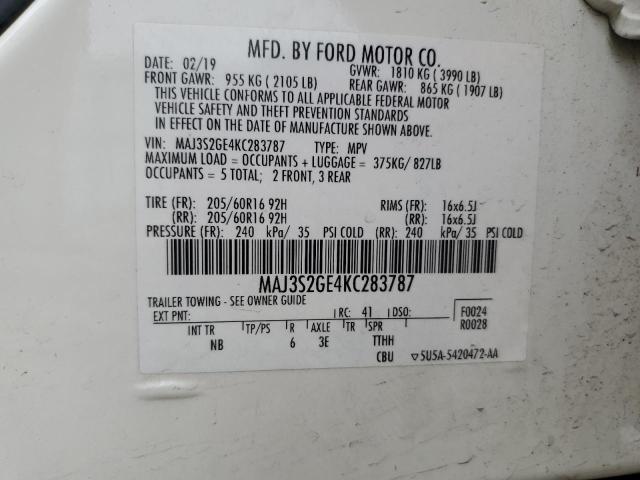 MFD. BY FORD MOTOR CO.
DATE: 02/19 GVWR: 1810 KG ( 3990 LB)
FRONT GAWR: 955 KG ( 2105 LB) REAR GAWR: 865 KG ( 1907 LB)
THIS VEHICLE CONFORMS TO ALL APPLICABLE FEDERAL MOTOR
VEHICLE SAFETY AND THEFT PREVENTION STANDARDS
IN EFFECT ON THE DATE OF MANUFACTURE SHOWN ABOVE.
VIN: MAJ3S2GE4KC283787 TYPE: MPV
MAXIMUM LOAD = OCCUPANTS + LUGGAGE = 375KG/ 827LB
OCCUPANTS = 5 TOTAL; 2 FRONT, 3 REAR
TIRE (FR): 205/60R16 92H RIMS (FR): 16x6.5J
(RR): 205/60R16 92H (RR): 16x6.5J
PRESSURE (FR): 240 kPa/ 35 PSI COLD (RR): 240 kPa/ 35 PSI COLD
MAJ3S2GE4KC283787
TRAILER TOWING - SEE OWNER GUIDE
EXT PNT: RC: 41 DSO: F0024
R0028
INT TR TP/PS R AXLE TR SPR
NB 6 3E TTHH
CBU ▽5U5A-5420472-AA